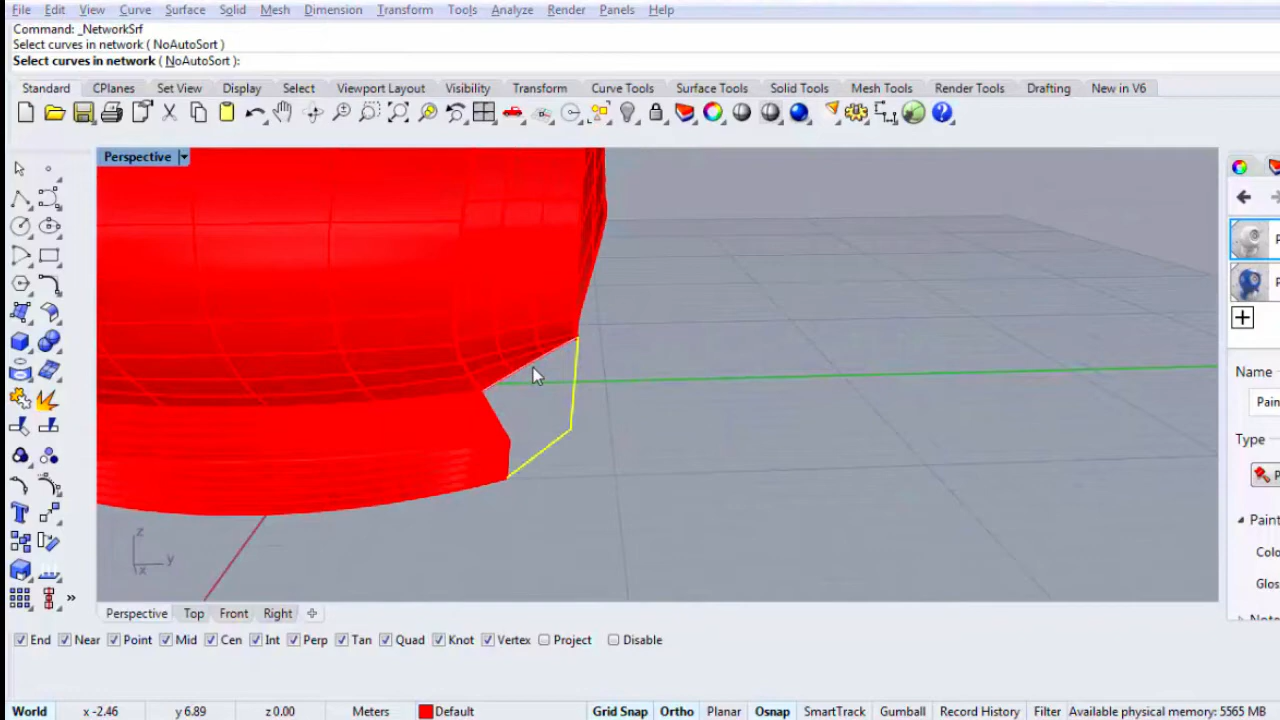 File Edit View Curve Surface Solid Mesh Dimension Transform Tools Analyze Render Panels Help
Command: _NetworkSrf
Select curves in network ( NoAutoSort )
Select curves in network ( NoAutoSort ):
Standard CPlanes Set View Display Select Viewport Layout Visibility Transform Curve Tools Surface Tools Solid Tools Mesh Tools Render Tools Drafting New in V6
Perspective
P
P
Name
Pain
Type
P
Paint
Colo
Glos
z
y
x
Perspective Top Front Right
End Near Point Mid Cen Int Perp Tan Quad Knot Vertex Project Disable
World x -2.46 y 6.89 z 0.00 Meters Default Grid Snap Ortho Planar Osnap SmartTrack Gumball Record History Filter Available physical memory: 5565 MB